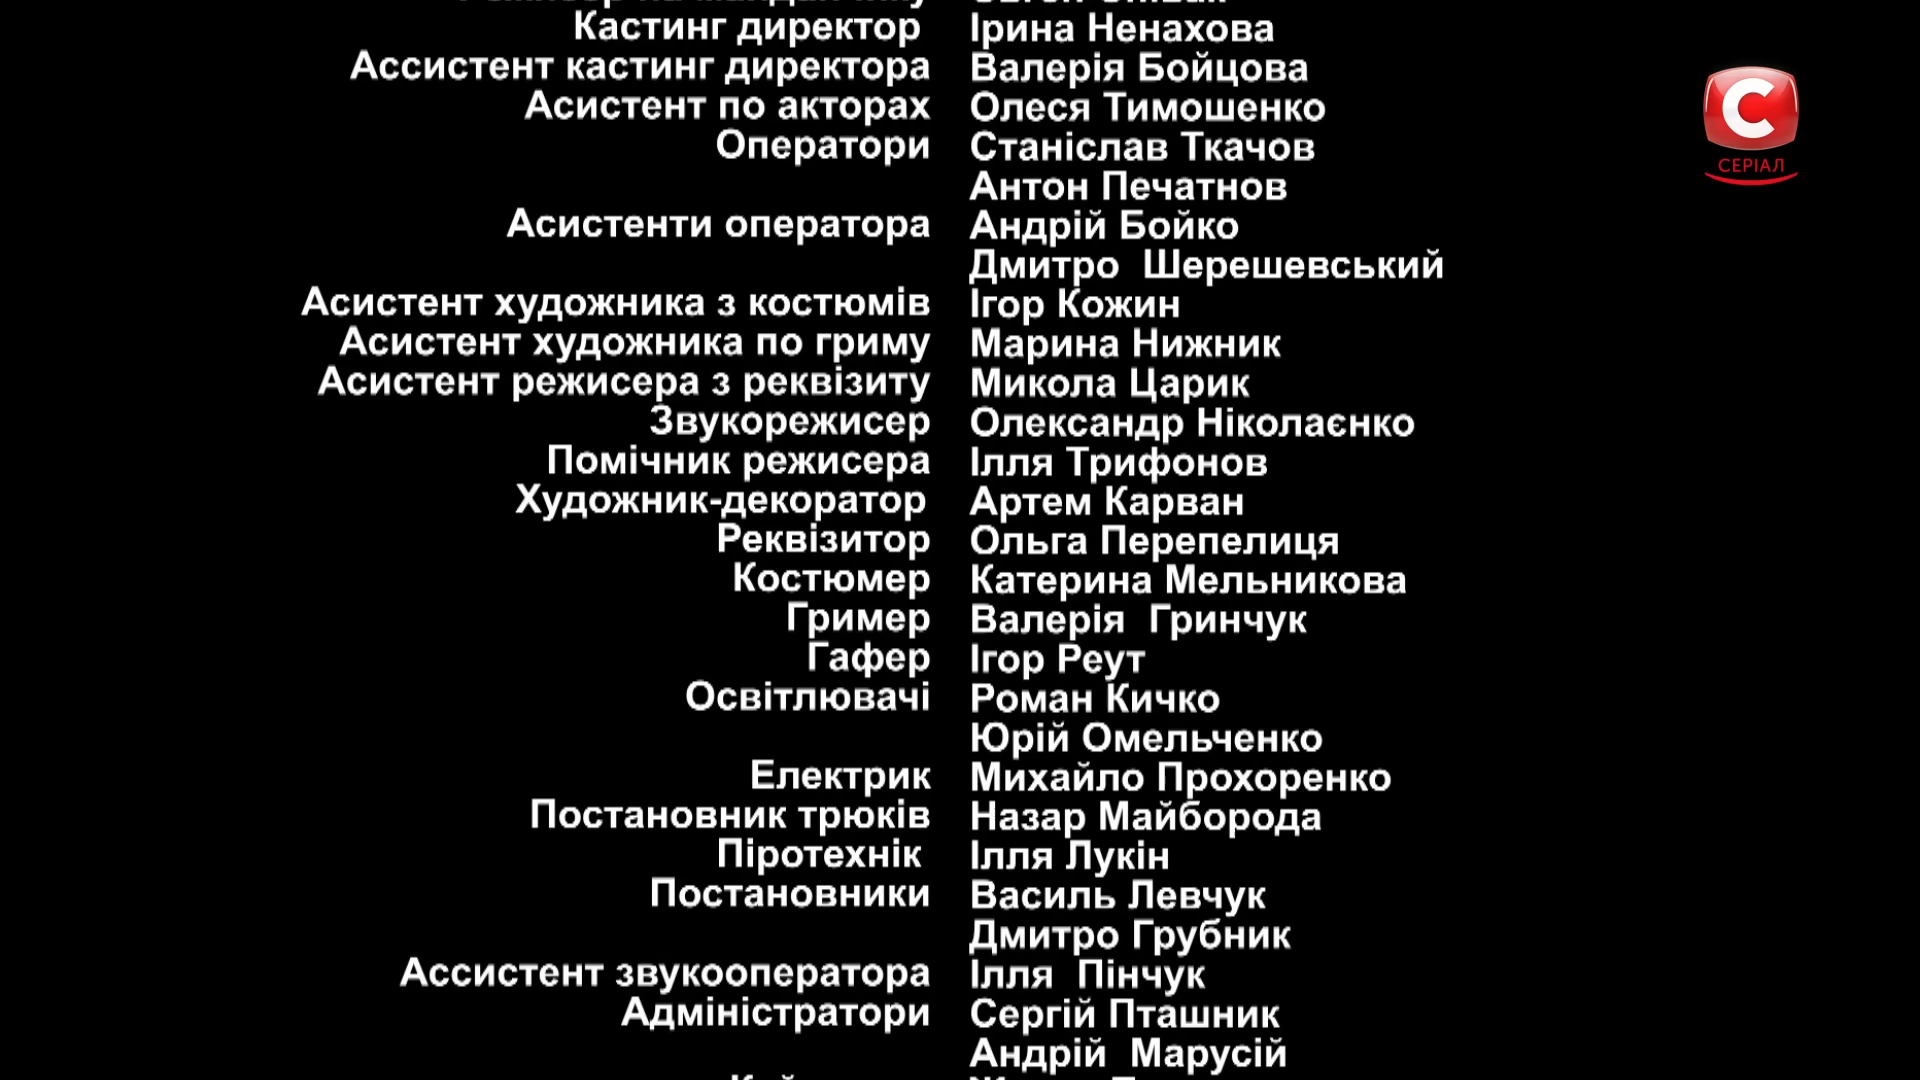 Кастинг директор Ірина Ненахова
Ассистент кастинг директора Валерія Бойцова
Асистент по акторах Олеся Тимошенко
Оператори Станіслав Ткачов
Антон Печатнов
Асистенти оператора Андрій Бойко
Дмитро Шерешевський
Асистент художника з костюмів Ігор Кожин
Асистент художника по гриму Марина Нижник
Асистент режисера з реквізиту Микола Царик
Звукорежисер Олександр Ніколаєнко
Помічник режисера Ілля Трифонов
Художник-декоратор Артем Карван
Реквізитор Ольга Перепелиця
Костюмер Катерина Мельникова
Гример Валерія Гринчук
Гафер Ігор Реут
Освітлювачі Роман Кичко
Юрій Омельченко
Електрик Михайло Прохоренко
Постановник трюків Назар Майборода
Піротехнік Ілля Лукін
Постановники Василь Левчук
Дмитро Грубник
Ассистент звукооператора Ілля Пінчук
Адміністратори Сергій Пташник
Андрій Марусій
С
СЕРІАЛ